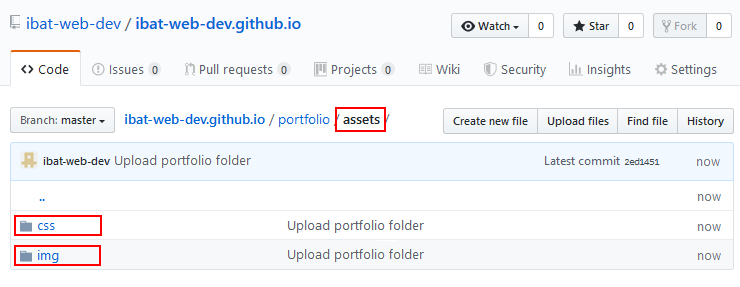 ibat-web-dev / ibat-web-dev.github.io Watch 0 Star 0 Fork 0
Code Issues 0 Pull requests 0 Projects 0 Wiki Security Insights Settings
Branch: master ibat-web-dev.github.io / portfolio / assets / Create new file Upload files Find file History
ibat-web-dev Upload portfolio folder Latest commit 2ed1451 now
.. now
css Upload portfolio folder now
img Upload portfolio folder now